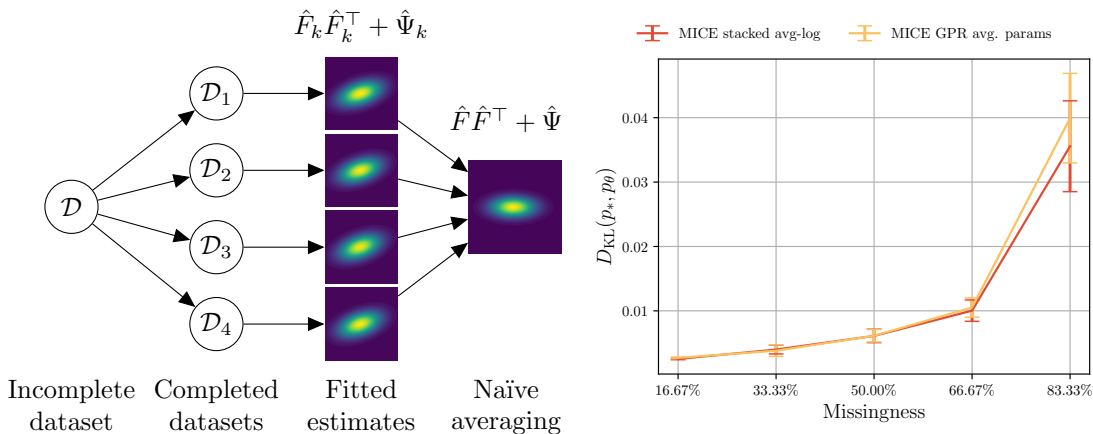 F̂ₖF̂ₖ⊤ + Ψ̂ₖ
𝒟
𝒟₁
𝒟₂
𝒟₃
𝒟₄
F̂F̂⊤ + Ψ̂
Incomplete
dataset
Completed
datasets
Fitted
estimates
Naïve
averaging
MICE stacked avg-log
MICE GPR avg. params
D_KL(p_*, p_θ)
0.04
0.03
0.02
0.01
16.67%
33.33%
50.00%
66.67%
83.33%
Missingness